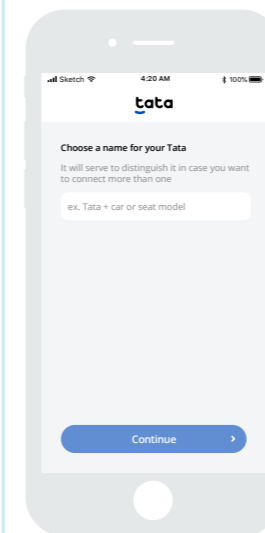 Sketch 4:20 AM 100%
tata
Choose a name for your Tata
It will serve to distinguish it in case you want
to connect more than one
ex. Tata + car or seat model
Continue